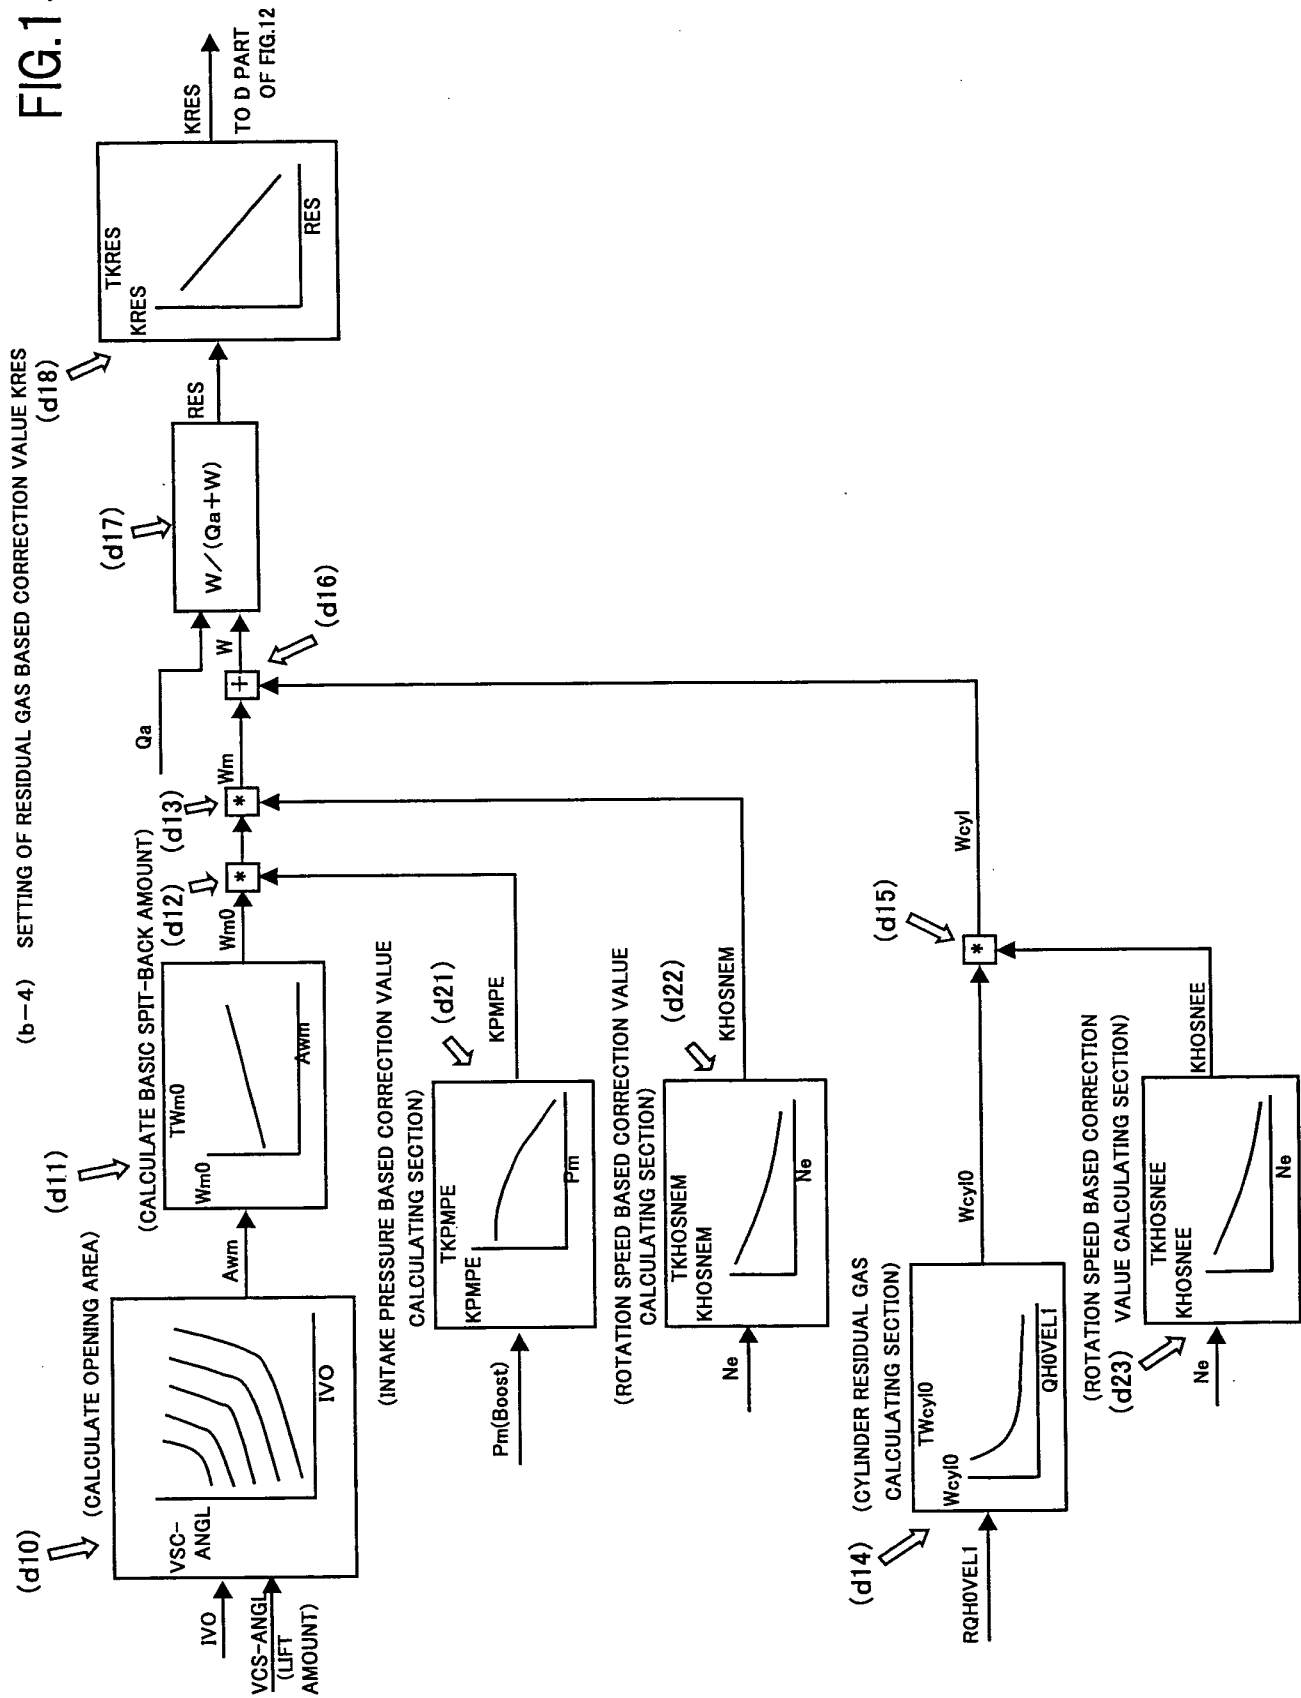 FIG.1
(b-4) SETTING OF RESIDUAL GAS BASED CORRECTION VALUE KRES
(d10)
(CALCULATE OPENING AREA)
VSC-
ANGL
IVO
IVO
VCS-ANGL
(LIFT
AMOUNT)
Awm
(d11)
(CALCULATE BASIC SPIT-BACK AMOUNT)
TWm0
Wm0
Awm
Wm0
(d12)
*
(d13)
*
Wm
Qa
+
(d16)
W
(d17)
W/(Qa+W)
RES
(d18)
TKRES
KRES
RES
KRES
TO D PART
OF FIG.12
(INTAKE PRESSURE BASED CORRECTION VALUE
CALCULATING SECTION)
(d21)
TKPMPE
KPMPE
Pm
Pm(Boost)
KPMPE
(ROTATION SPEED BASED CORRECTION VALUE
CALCULATING SECTION)
(d22)
TKHOSNEM
KHOSNEM
Ne
Ne
KHOSNEM
(d14)
(CYLINDER RESIDUAL GAS
CALCULATING SECTION)
TWcyl0
Wcyl0
QH0VEL1
RQH0VEL1
Wcyl0
(d15)
*
Wcyl
(ROTATION SPEED BASED CORRECTION
(d23) VALUE CALCULATING SECTION)
TKHOSNEE
KHOSNEE
Ne
Ne
KHOSNEE